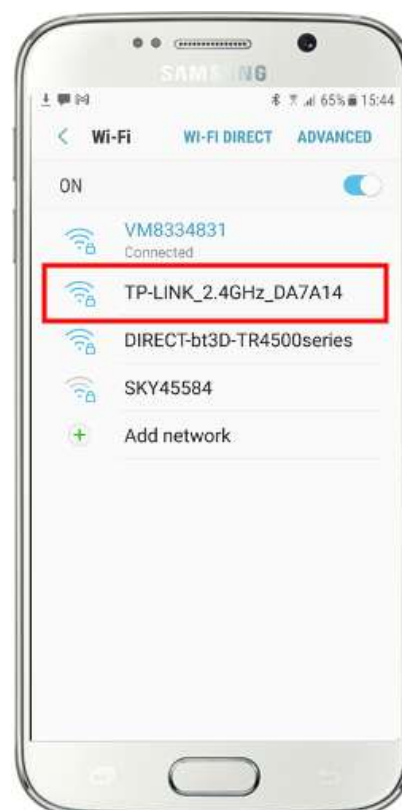 SAMSUNG
65% 15:44
Wi-Fi WI-FI DIRECT ADVANCED
ON
VM8334831
Connected
TP-LINK_2.4GHz_DA7A14
DIRECT-bt3D-TR4500series
SKY45584
Add network